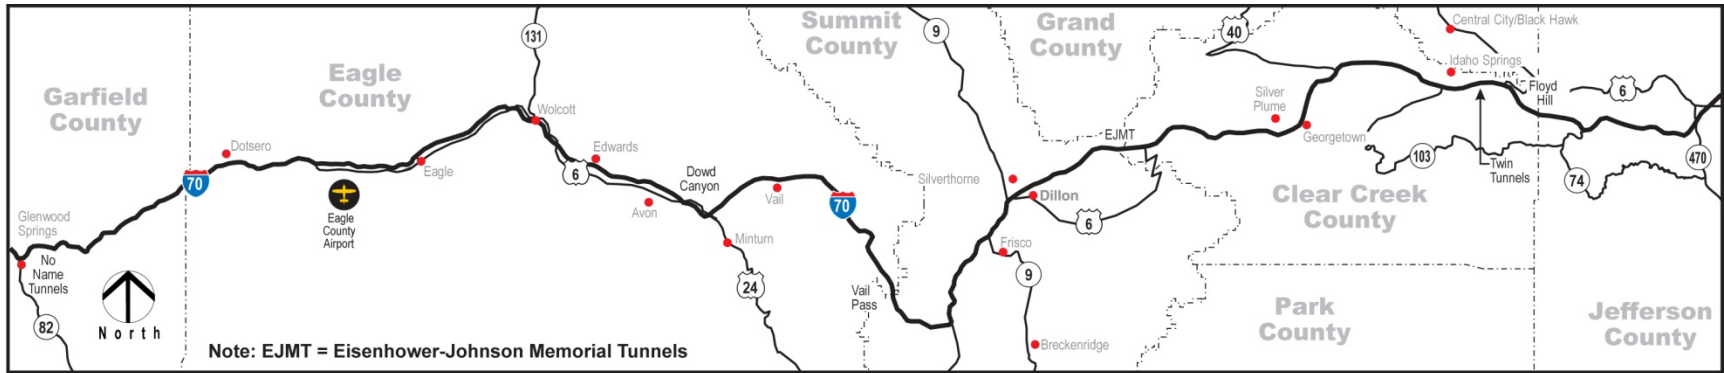 Garfield
County
Eagle
County
Summit
County
Grand
County
Clear Creek
County
Park
County
Jefferson
County
Glenwood
Springs
No
Name
Tunnels
82
North
70
Dotsero
Eagle
County
Airport
Eagle
131
Wolcott
6
Edwards
Avon
Dowd
Canyon
Minturn
24
Vail
70
Vail
Pass
9
Silverthorne
Dillon
6
Frisco
9
Breckenridge
EJMT
40
Silver
Plume
Georgetown
103
Central City/Black Hawk
Idaho Springs
Floyd
Hill
Twin
Tunnels
6
74
470
Note: EJMT = Eisenhower-Johnson Memorial Tunnels